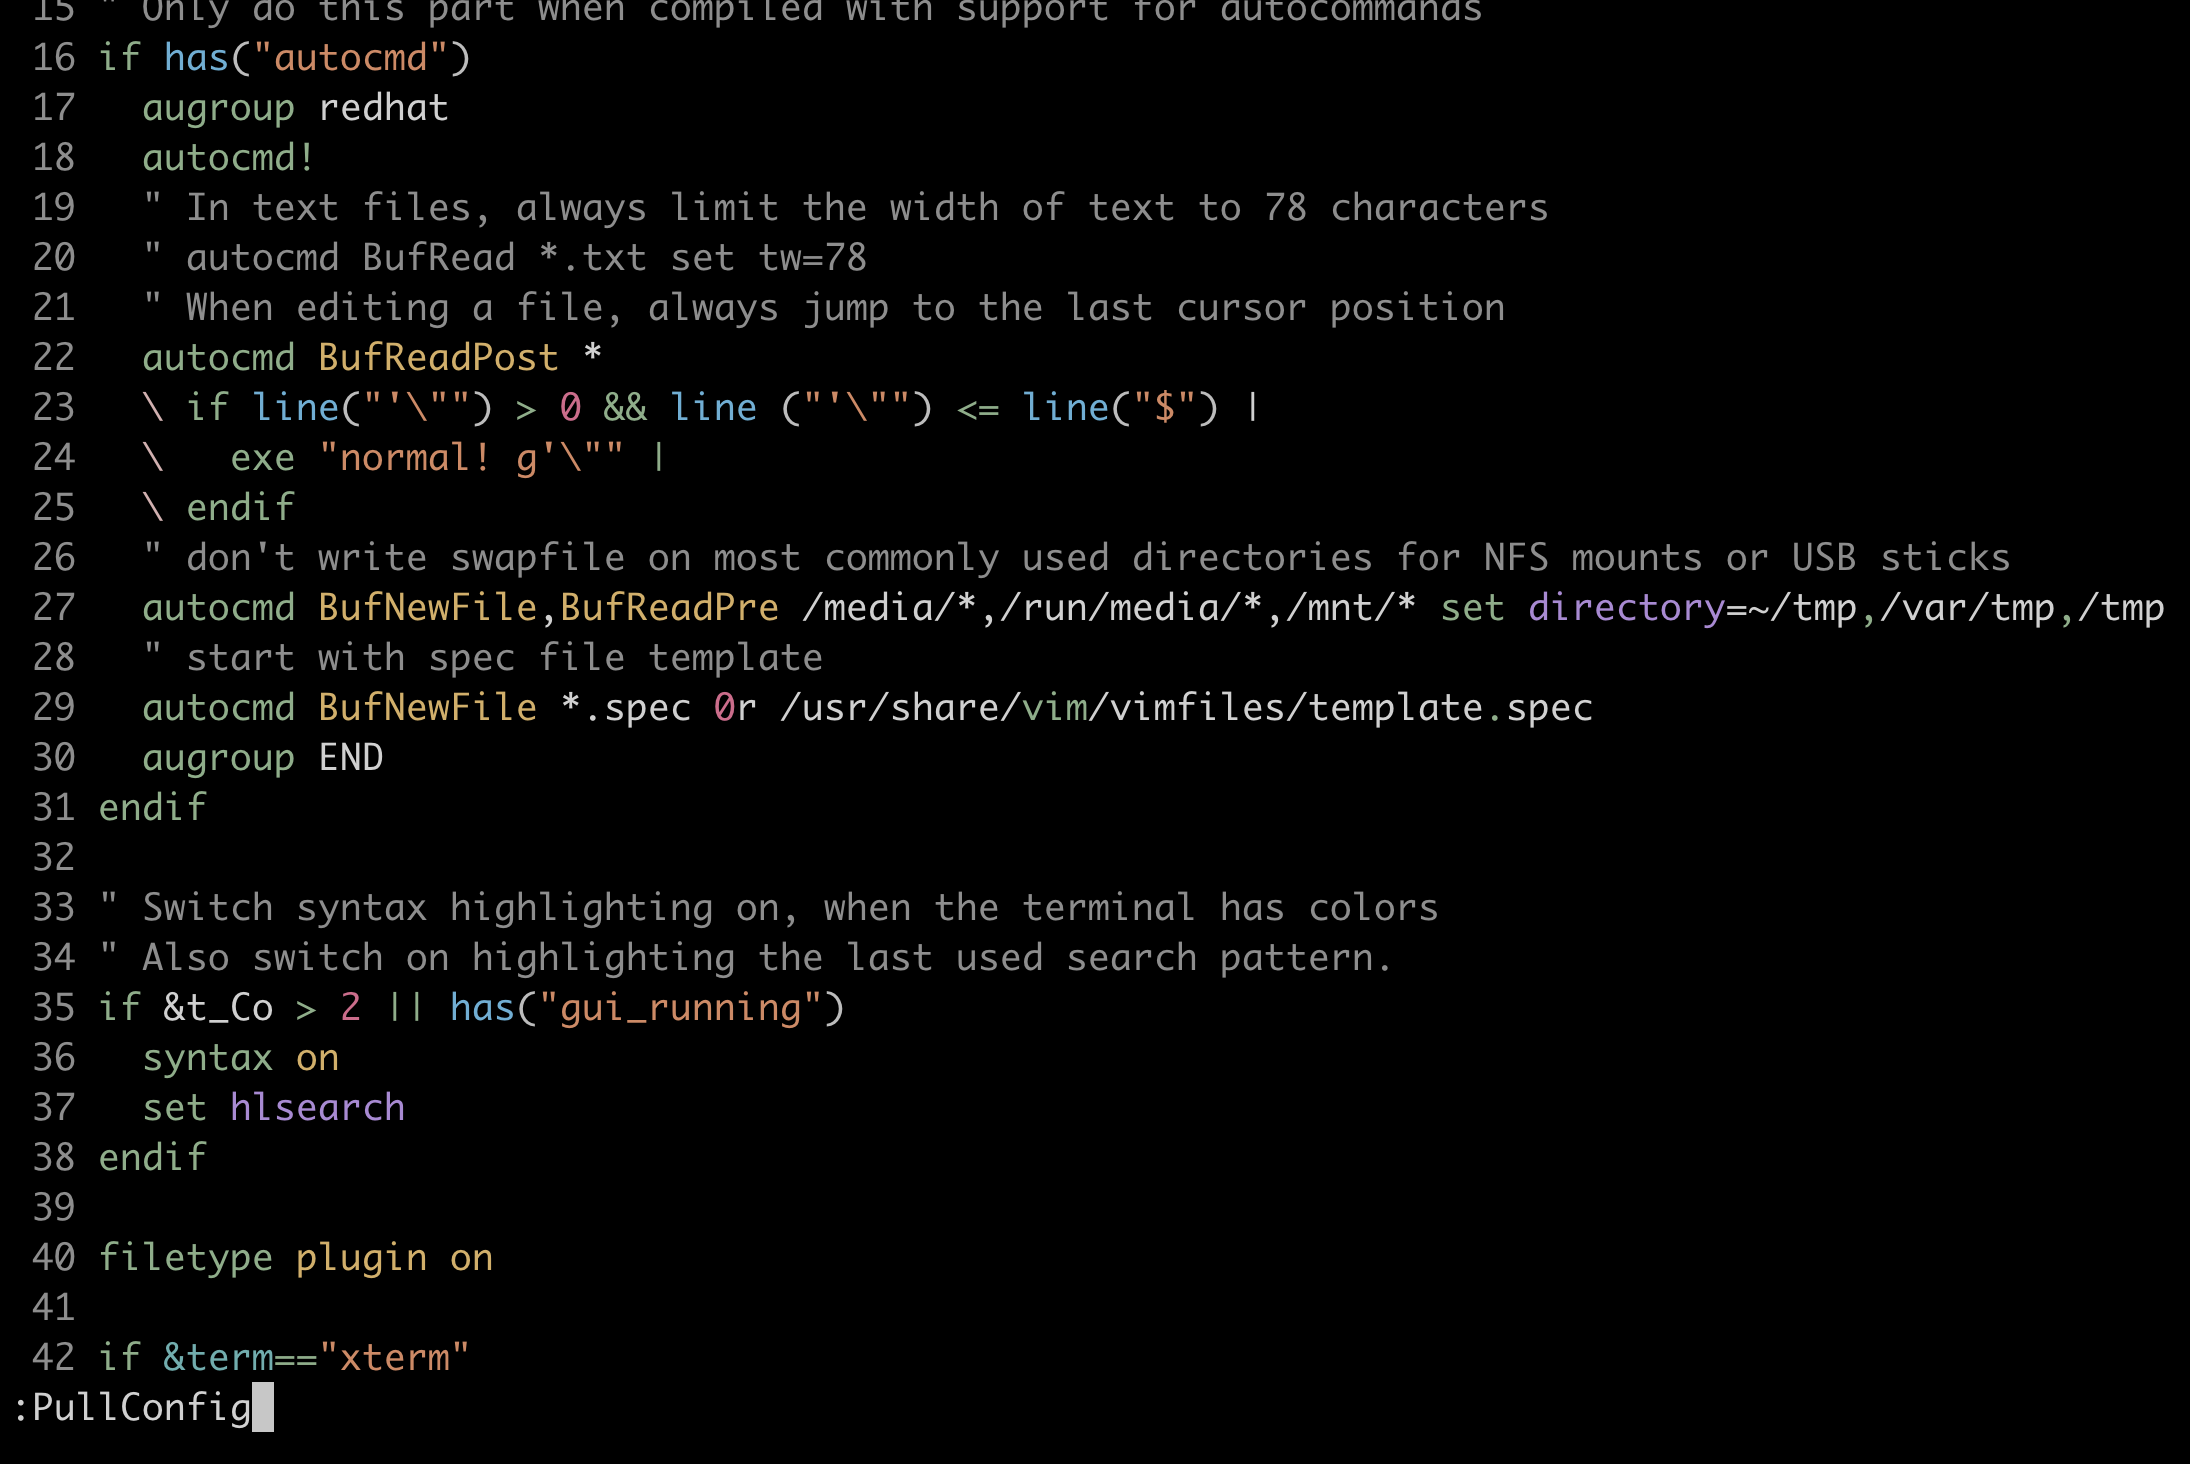 15 " Only do this part when compiled with support for autocommands
16 if has("autocmd")
17   augroup redhat
18   autocmd!
19   " In text files, always limit the width of text to 78 characters
20   " autocmd BufRead *.txt set tw=78
21   " When editing a file, always jump to the last cursor position
22   autocmd BufReadPost *
23   \ if line("'\"") > 0 && line ("'\"") <= line("$") |
24   \   exe "normal! g'\"" |
25   \ endif
26   " don't write swapfile on most commonly used directories for NFS mounts or USB sticks
27   autocmd BufNewFile,BufReadPre /media/*,/run/media/*,/mnt/* set directory=~/tmp,/var/tmp,/tmp
28   " start with spec file template
29   autocmd BufNewFile *.spec 0r /usr/share/vim/vimfiles/template.spec
30   augroup END
31 endif
32
33 " Switch syntax highlighting on, when the terminal has colors
34 " Also switch on highlighting the last used search pattern.
35 if &t_Co > 2 || has("gui_running")
36   syntax on
37   set hlsearch
38 endif
39
40 filetype plugin on
41
42 if &term=="xterm"
:PullConfig